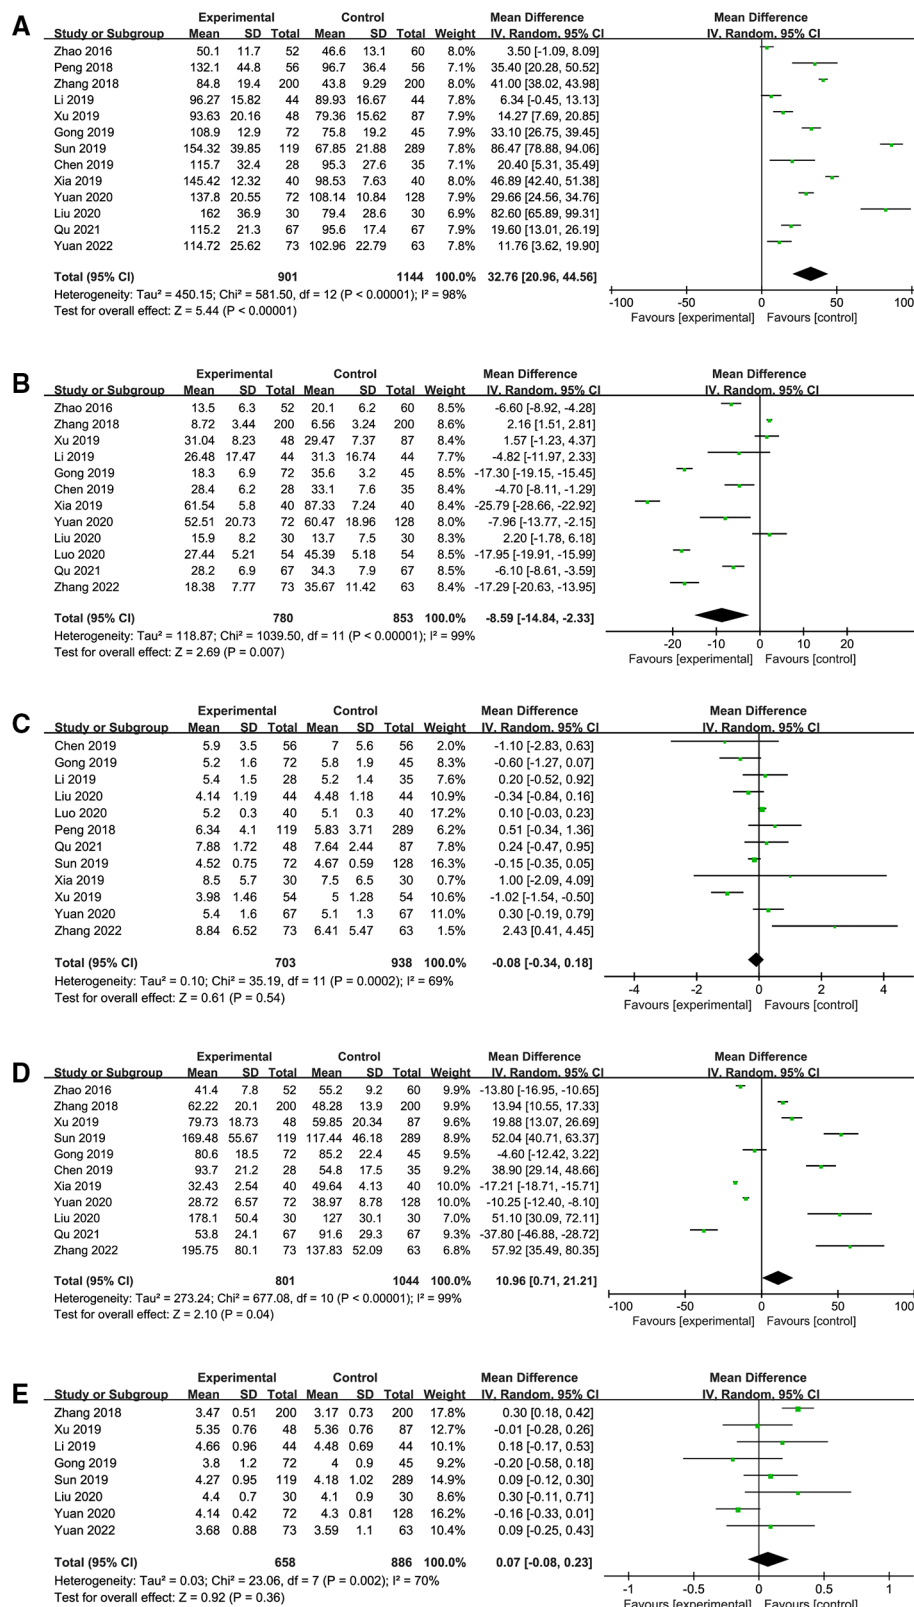 A
Experimental Control Mean Difference Mean Difference
Study or Subgroup Mean SD Total Mean SD Total Weight IV, Random, 95% CI IV, Random, 95% CI
Zhao 2016 50.1 11.7 52 46.6 13.1 60 8.0% 3.50 [-1.09, 8.09]
Peng 2018 132.1 44.8 56 96.7 36.4 56 7.1% 35.40 [20.28, 50.52]
Zhang 2018 84.8 19.4 200 43.8 9.29 200 8.1% 41.00 [38.02, 43.98]
Li 2019 96.27 15.82 44 89.93 16.67 44 7.8% 6.34 [-0.45, 13.13]
Xu 2019 93.63 20.16 48 79.36 15.62 87 7.9% 14.27 [7.69, 20.85]
Gong 2019 108.9 12.9 72 75.8 19.2 45 7.9% 33.10 [26.75, 39.45]
Sun 2019 154.32 39.85 119 67.85 21.88 289 7.8% 86.47 [78.88, 94.06]
Chen 2019 115.7 32.4 28 95.3 27.6 35 7.1% 20.40 [5.31, 35.49]
Xia 2019 145.42 12.32 40 98.53 7.63 40 8.0% 46.89 [42.40, 51.38]
Yuan 2020 137.8 20.55 72 108.14 10.84 128 7.9% 29.66 [24.56, 34.76]
Liu 2020 162 36.9 30 79.4 28.6 30 6.9% 82.60 [65.89, 99.31]
Qu 2021 115.2 21.3 67 95.6 17.4 67 7.9% 19.60 [13.01, 26.19]
Yuan 2022 114.72 25.62 73 102.96 22.79 63 7.8% 11.76 [3.62, 19.90]
Total (95% CI) 901 1144 100.0% 32.76 [20.96, 44.56]
Heterogeneity: Tau² = 450.15; Chi² = 581.50, df = 12 (P < 0.00001); I² = 98%
Test for overall effect: Z = 5.44 (P < 0.00001)
-100 -50 0 50 100
Favours [experimental] Favours [control]
B
Experimental Control Mean Difference Mean Difference
Study or Subgroup Mean SD Total Mean SD Total Weight IV, Random, 95% CI IV, Random, 95% CI
Zhao 2016 13.5 6.3 52 20.1 6.2 60 8.5% -6.60 [-8.92, -4.28]
Zhang 2018 8.72 3.44 200 6.56 3.24 200 8.6% 2.16 [1.51, 2.81]
Xu 2019 31.04 8.23 48 29.47 7.37 87 8.4% 1.57 [-1.23, 4.37]
Li 2019 26.48 17.47 44 31.3 16.74 44 7.7% -4.82 [-11.97, 2.33]
Gong 2019 18.3 6.9 72 35.6 3.2 45 8.5% -17.30 [-19.15, -15.45]
Chen 2019 28.4 6.2 28 33.1 7.6 35 8.4% -4.70 [-8.11, -1.29]
Xia 2019 61.54 5.8 40 87.33 7.24 40 8.4% -25.79 [-28.66, -22.92]
Yuan 2020 52.51 20.73 72 60.47 18.96 128 8.0% -7.96 [-13.77, -2.15]
Liu 2020 15.9 8.2 30 13.7 7.5 30 8.3% 2.20 [-1.78, 6.18]
Luo 2020 27.44 5.21 54 45.39 5.18 54 8.5% -17.95 [-19.91, -15.99]
Qu 2021 28.2 6.9 67 34.3 7.9 67 8.5% -6.10 [-8.61, -3.59]
Zhang 2022 18.38 7.77 73 35.67 11.42 63 8.4% -17.29 [-20.63, -13.95]
Total (95% CI) 780 853 100.0% -8.59 [-14.84, -2.33]
Heterogeneity: Tau² = 118.87; Chi² = 1039.50, df = 11 (P < 0.00001); I² = 99%
Test for overall effect: Z = 2.69 (P = 0.007)
-20 -10 0 10 20
Favours [experimental] Favours [control]
C
Experimental Control Mean Difference Mean Difference
Study or Subgroup Mean SD Total Mean SD Total Weight IV, Random, 95% CI IV, Random, 95% CI
Chen 2019 5.9 3.5 56 7 5.6 56 2.0% -1.10 [-2.83, 0.63]
Gong 2019 5.2 1.6 72 5.8 1.9 45 8.3% -0.60 [-1.27, 0.07]
Li 2019 5.4 1.5 28 5.2 1.4 35 7.6% 0.20 [-0.52, 0.92]
Liu 2020 4.14 1.19 44 4.48 1.18 44 10.9% -0.34 [-0.84, 0.16]
Luo 2020 5.2 0.3 40 5.1 0.3 40 17.2% 0.10 [-0.03, 0.23]
Peng 2018 6.34 4.1 119 5.83 3.71 289 6.2% 0.51 [-0.34, 1.36]
Qu 2021 7.88 1.72 48 7.64 2.44 87 7.8% 0.24 [-0.47, 0.95]
Sun 2019 4.52 0.75 72 4.67 0.59 128 16.3% -0.15 [-0.35, 0.05]
Xia 2019 8.5 5.7 30 7.5 6.5 30 0.7% 1.00 [-2.09, 4.09]
Xu 2019 3.98 1.46 54 5 1.28 54 10.6% -1.02 [-1.54, -0.50]
Yuan 2020 5.4 1.6 67 5.1 1.3 67 11.0% 0.30 [-0.19, 0.79]
Zhang 2022 8.84 6.52 73 6.41 5.47 63 1.5% 2.43 [0.41, 4.45]
Total (95% CI) 703 938 100.0% -0.08 [-0.34, 0.18]
Heterogeneity: Tau² = 0.10; Chi² = 35.19, df = 11 (P = 0.0002); I² = 69%
Test for overall effect: Z = 0.61 (P = 0.54)
-4 -2 0 2 4
Favours [experimental] Favours [control]
D
Experimental Control Mean Difference Mean Difference
Study or Subgroup Mean SD Total Mean SD Total Weight IV, Random, 95% CI IV, Random, 95% CI
Zhao 2016 41.4 7.8 52 55.2 9.2 60 9.9% -13.80 [-16.95, -10.65]
Zhang 2018 62.22 20.1 200 48.28 13.9 200 9.9% 13.94 [10.55, 17.33]
Xu 2019 79.73 18.73 48 59.85 20.34 87 9.5% 19.88 [13.07, 26.69]
Sun 2019 169.48 55.67 119 117.44 46.18 289 8.9% 52.04 [40.71, 63.37]
Gong 2019 80.6 18.5 72 85.2 22.4 45 9.4% -4.60 [-12.42, 3.22]
Chen 2019 93.7 21.2 28 54.8 17.5 35 9.1% 38.90 [29.14, 48.66]
Xia 2019 32.43 2.54 40 49.64 4.13 40 10.0% -17.21 [-18.71, -15.71]
Yuan 2020 28.72 6.57 72 38.97 8.78 128 9.9% -10.25 [-12.40, -8.10]
Liu 2020 178.1 50.4 30 127 30.1 30 7.0% 51.10 [30.09, 72.11]
Qu 2021 53.8 24.1 67 91.6 29.3 67 9.3% -37.80 [-46.88, -28.72]
Zhang 2022 195.75 80.1 73 137.83 52.09 63 6.8% 57.92 [35.49, 80.35]
Total (95% CI) 801 1044 100.0% 10.96 [0.71, 21.21]
Heterogeneity: Tau² = 273.24; Chi² = 677.08, df = 10 (P < 0.00001); I² = 99%
Test for overall effect: Z = 2.10 (P = 0.04)
-100 -50 0 50 100
Favours [experimental] Favours [control]
E
Experimental Control Mean Difference Mean Difference
Study or Subgroup Mean SD Total Mean SD Total Weight IV, Random, 95% CI IV, Random, 95% CI
Zhang 2018 3.47 0.51 200 3.17 0.73 200 17.8% 0.30 [0.18, 0.42]
Xu 2019 5.35 0.76 48 5.36 0.76 87 12.7% -0.01 [-0.28, 0.26]
Li 2019 4.66 0.96 44 4.48 0.69 44 10.1% 0.18 [-0.17, 0.53]
Gong 2019 3.8 1.2 72 4 0.9 45 9.2% -0.20 [-0.58, 0.18]
Sun 2019 4.27 0.95 119 4.18 1.02 289 14.9% 0.09 [-0.12, 0.30]
Liu 2020 4.4 0.7 30 4.1 0.9 30 8.6% 0.30 [-0.11, 0.71]
Yuan 2020 4.14 0.42 72 4.3 0.81 128 16.2% -0.16 [-0.33, 0.01]
Yuan 2022 3.68 0.88 73 3.59 1.1 63 10.4% 0.09 [-0.25, 0.43]
Total (95% CI) 658 886 100.0% 0.07 [-0.08, 0.23]
Heterogeneity: Tau² = 0.03; Chi² = 23.06, df = 7 (P = 0.002); I² = 70%
Test for overall effect: Z = 0.92 (P = 0.36)
-1 -0.5 0 0.5 1
Favours [experimental] Favours [control]